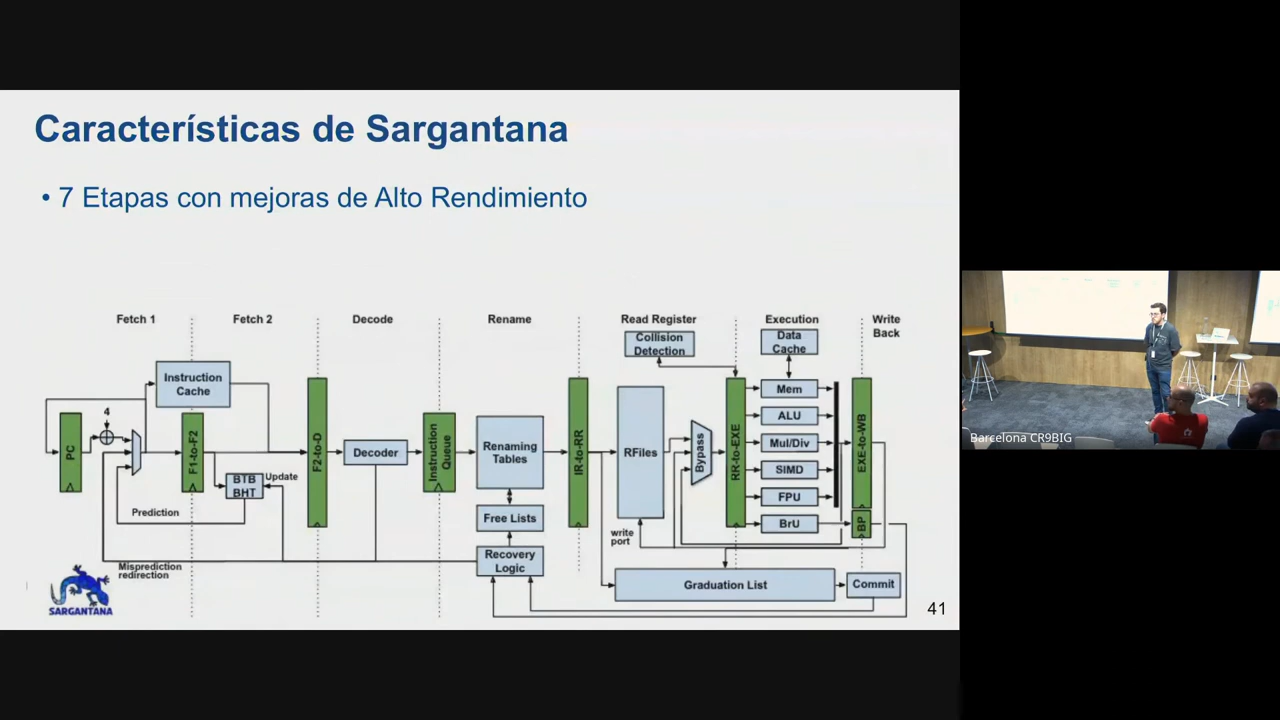 Características de Sargantana
• 7 Etapas con mejoras de Alto Rendimiento
Fetch 1
Fetch 2
Decode
Rename
Read Register
Execution
Write
Back
Collision
Detection
Data
Cache
Instruction
Cache
4
PC
F1-to-F2
BTB
BHT
Update
Prediction
Misprediction
redirection
F2-to-D
Decoder
Instruction
Queue
Renaming
Tables
Free Lists
Recovery
Logic
IR-to-RR
RFiles
write
port
Bypass
RR-to-EXE
Mem
ALU
Mul/Div
SIMD
FPU
BrU
EXE-to-WB
BP
Graduation List
Commit
SARGANTANA
41
Barcelona CR9BIG